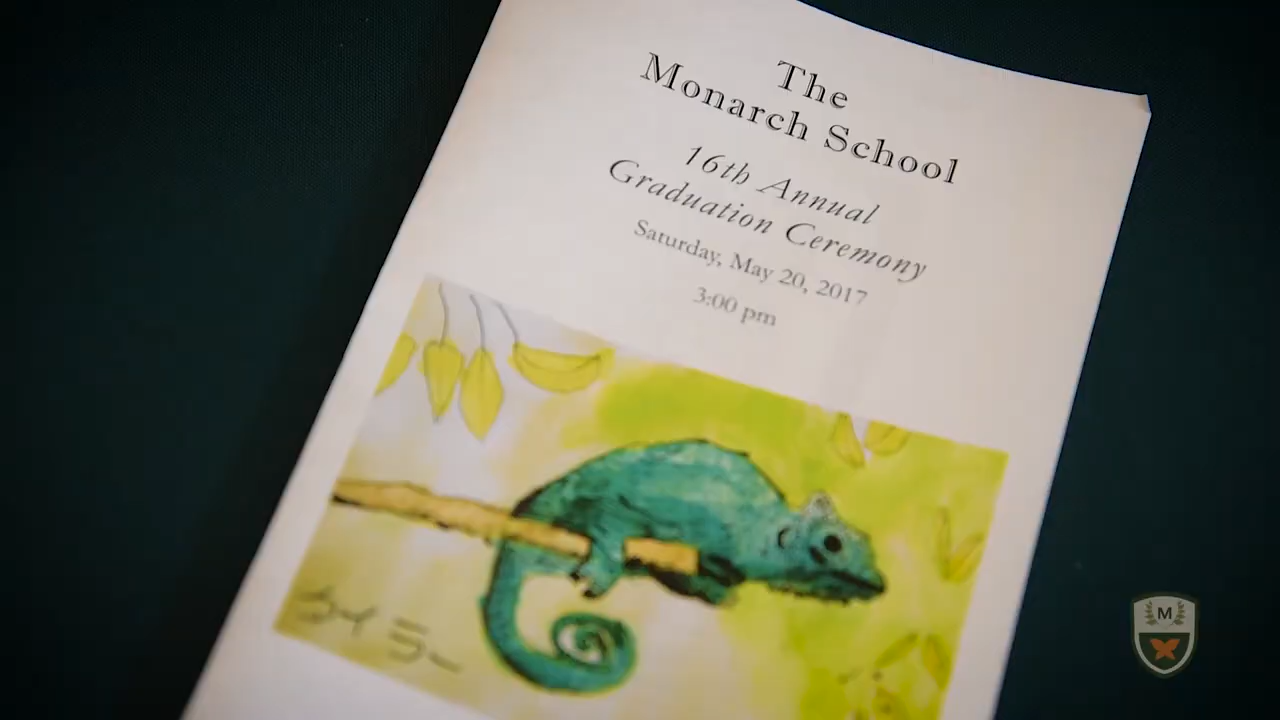 The
Monarch School
16th Annual
Graduation Ceremony
Saturday, May 20, 2017
3:00 pm
M